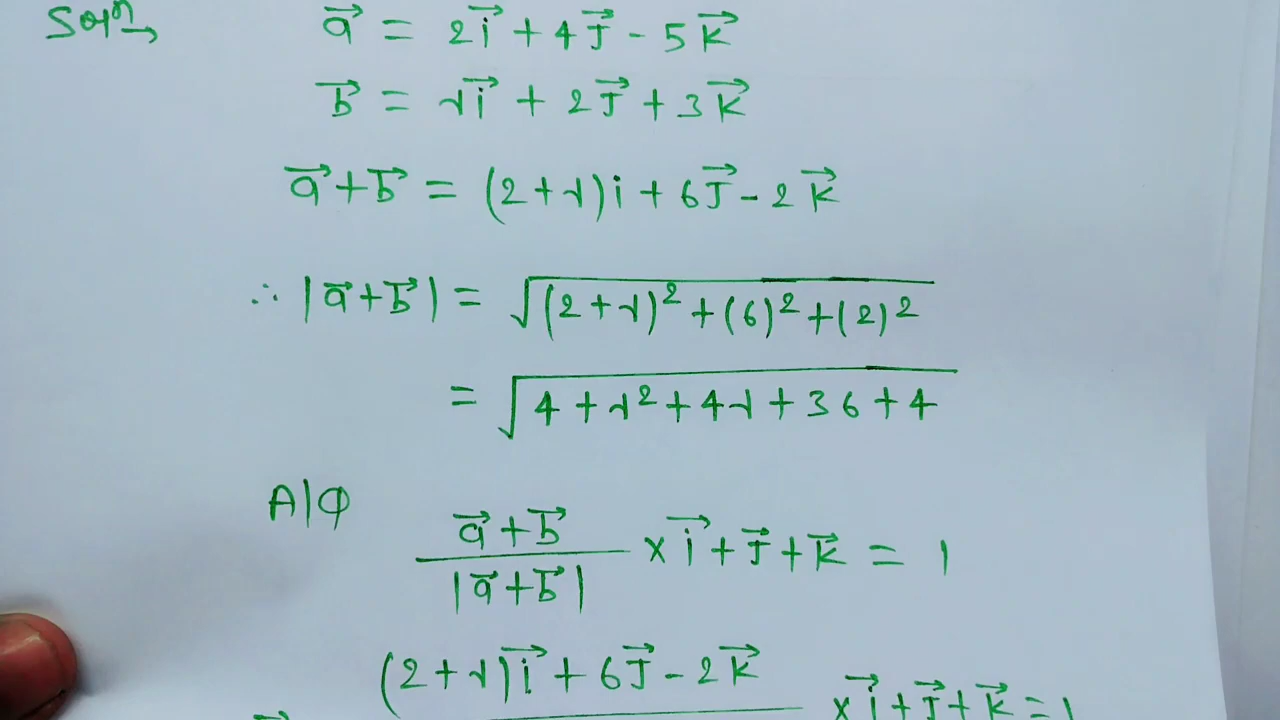 Solⁿ→ a⃗ = 2i⃗ + 4J⃗ - 5K⃗
b⃗ = λi⃗ + 2J⃗ + 3K⃗
a⃗ + b⃗ = (2+λ)i + 6J⃗ - 2K⃗
∴ |a⃗ + b⃗| = √(2+λ)² + (6)² + (2)²
= √4 + λ² + 4λ + 36 + 4
A|Q
a⃗ + b⃗ / |a⃗ + b⃗| × i⃗ + J⃗ + K⃗ = 1
(2+λ)i⃗ + 6J⃗ - 2K⃗
× i⃗ + J⃗ + K⃗ = 1